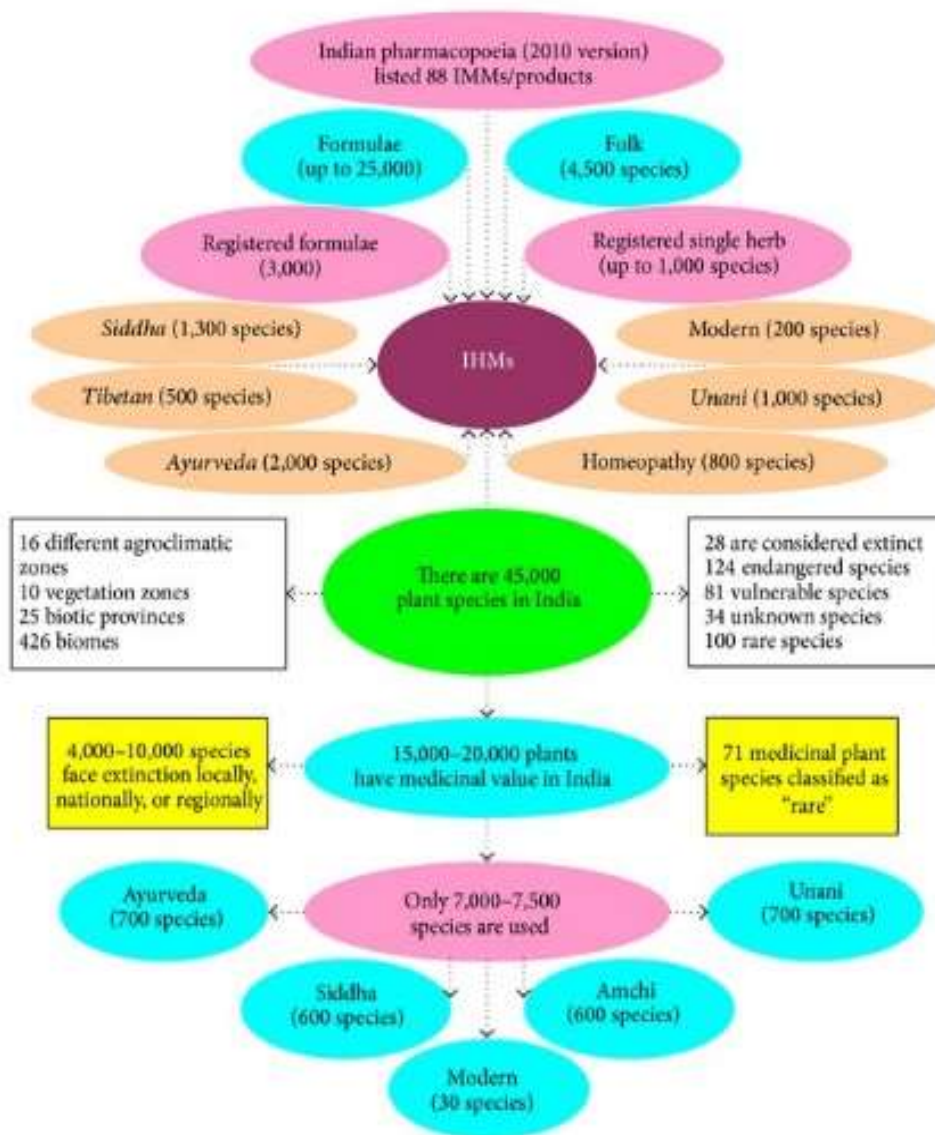 Indian pharmacopoeia (2010 version)
listed 88 IMMs/products
Formulae
(up to 25,000)
Folk
(4,500 species)
Registered formulae
(3,000)
Registered single herb
(up to 1,000 species)
Siddha (1,300 species)
Modern (200 species)
IHMs
Tibetan (500 species)
Unani (1,000 species)
Ayurveda (2,000 species)
Homeopathy (800 species)
16 different agroclimatic
zones
10 vegetation zones
25 biotic provinces
426 biomes
There are 45,000
plant species in India
28 are considered extinct
124 endangered species
81 vulnerable species
34 unknown species
100 rare species
4,000–10,000 species
face extinction locally,
nationally, or regionally
15,000–20,000 plants
have medicinal value in India
71 medicinal plant
species classified as
"rare"
Ayurveda
(700 species)
Only 7,000–7,500
species are used
Unani
(700 species)
Siddha
(600 species)
Amchi
(600 species)
Modern
(30 species)